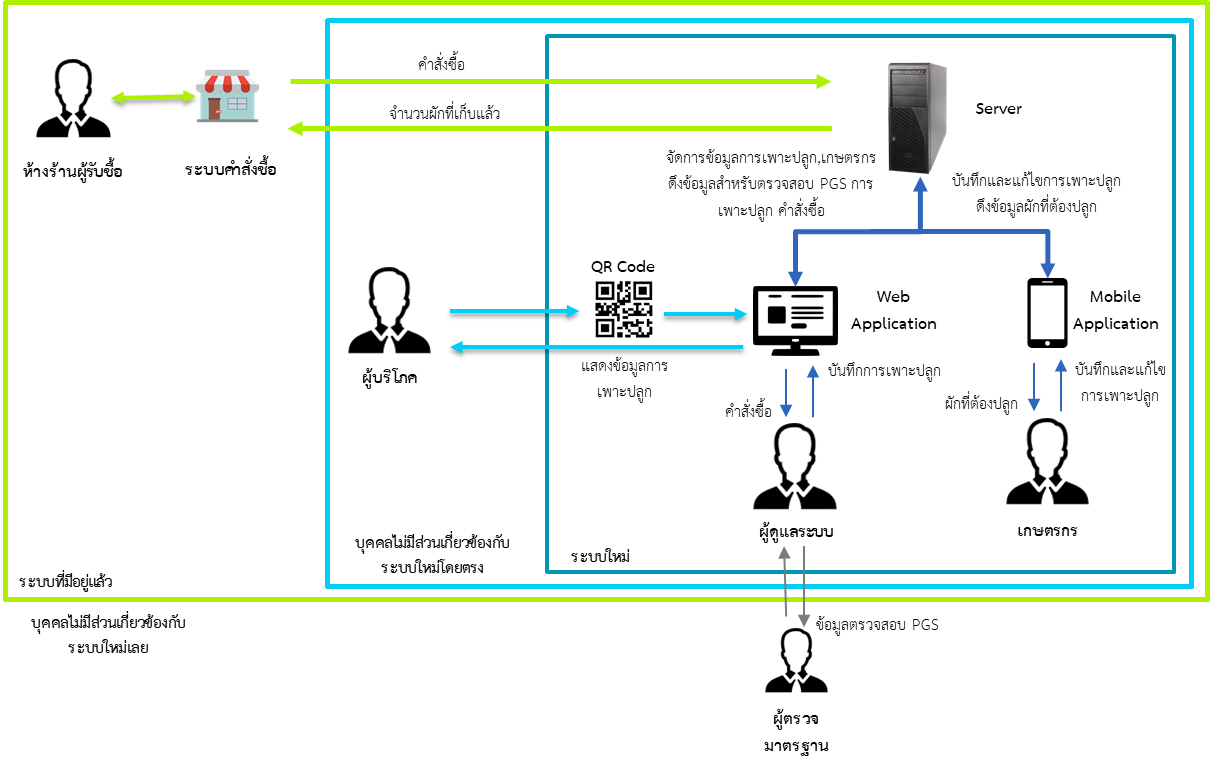 คำสั่งซื้อ
จำนวนผักที่เก็บแล้ว
Server
ห้างร้านผู้รับซื้อ
ระบบคำสั่งซื้อ
จัดการข้อมูลการเพาะปลูก,เกษตรกร
ดึงข้อมูลสำหรับตรวจสอบ PGS การ
เพาะปลูก คำสั่งซื้อ
บันทึกและแก้ไขการเพาะปลูก
ดึงข้อมูลผักที่ต้องปลูก
QR Code
Web
Application
Mobile
Application
ผู้บริโภค
แสดงข้อมูลการ
เพาะปลูก
บันทึกการเพาะปลูก
คำสั่งซื้อ
ผักที่ต้องปลูก
บันทึกและแก้ไข
การเพาะปลูก
ผู้ดูแลระบบ
เกษตรกร
บุคคลไม่มีส่วนเกี่ยวข้องกับ
ระบบใหม่โดยตรง
ระบบใหม่
ระบบที่มีอยู่แล้ว
บุคคลไม่มีส่วนเกี่ยวข้องกับ
ระบบใหม่เลย
ข้อมูลตรวจสอบ PGS
ผู้ตรวจ
มาตรฐาน